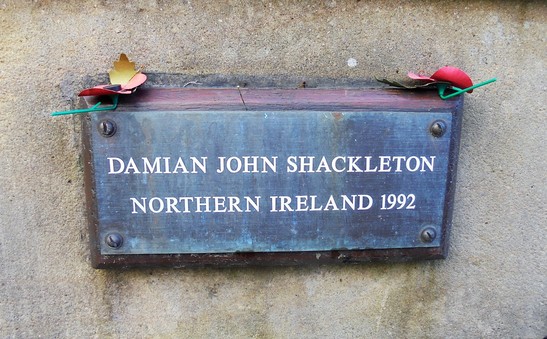 DAMIAN JOHN SHACKLETON
NORTHERN IRELAND 1992